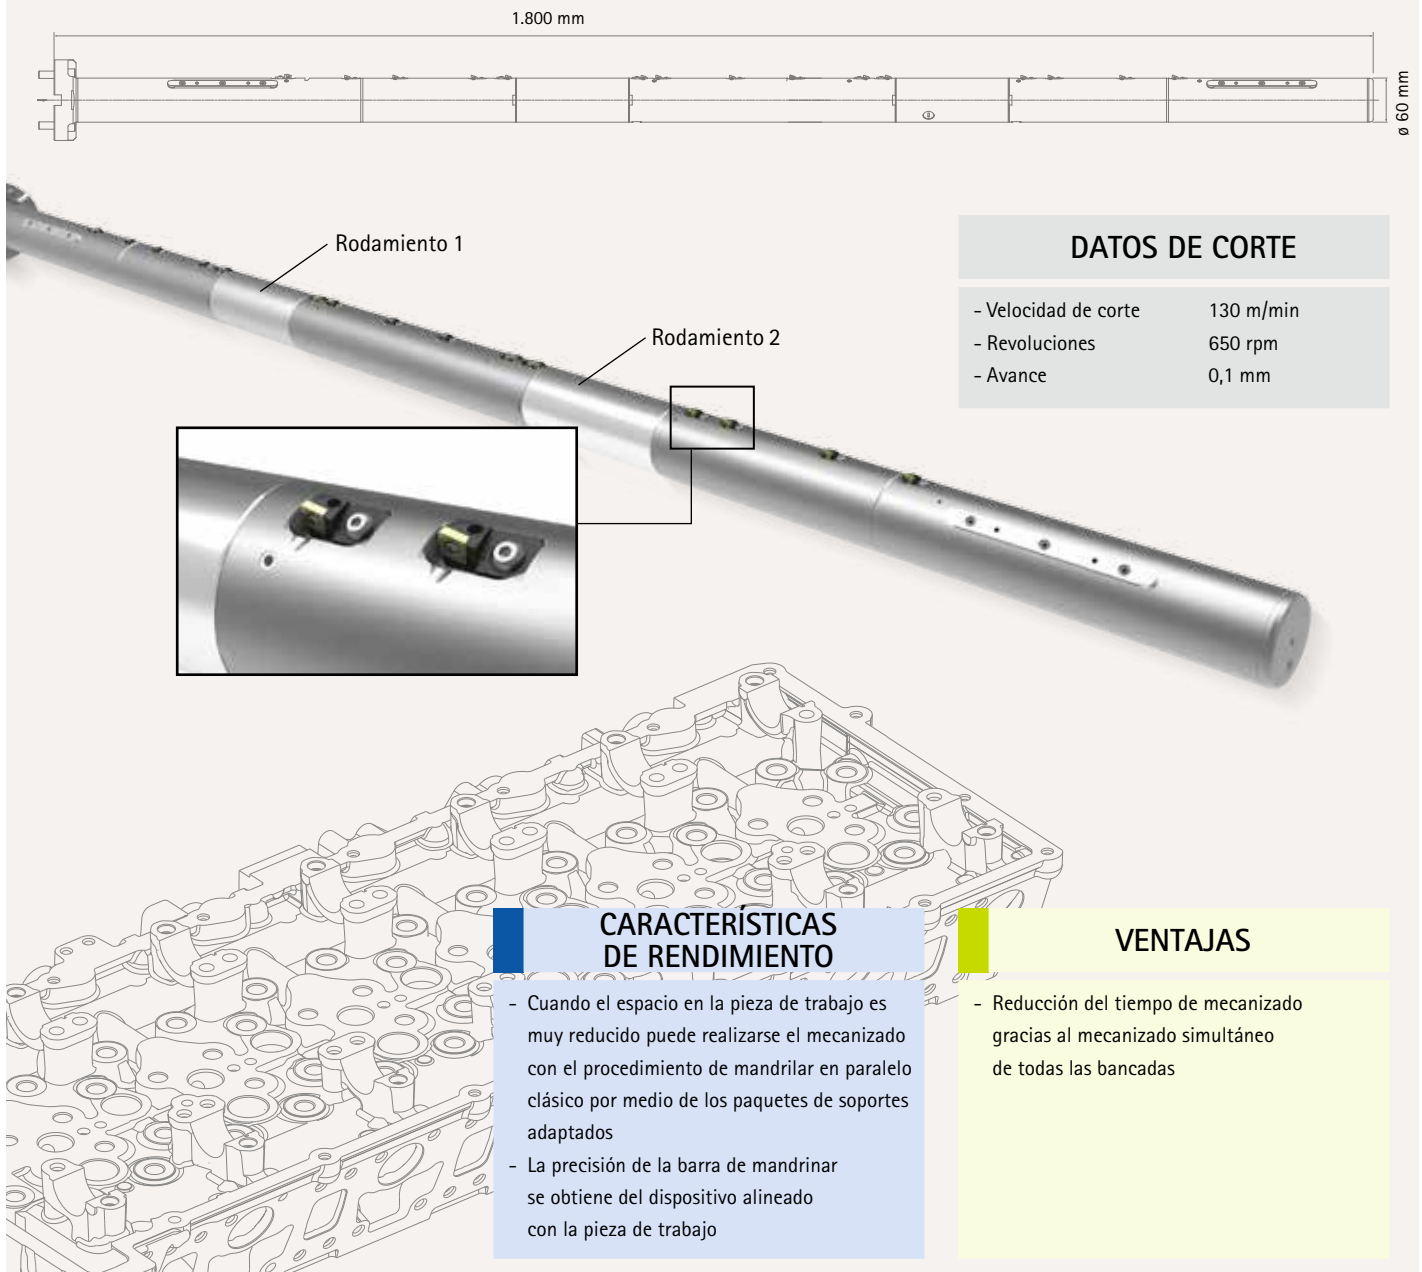 1.800 mm
ø 60 mm
Rodamiento 1
Rodamiento 2
DATOS DE CORTE
- Velocidad de corte 130 m/min
- Revoluciones 650 rpm
- Avance 0,1 mm
CARACTERÍSTICAS
DE RENDIMIENTO
- Cuando el espacio en la pieza de trabajo es
muy reducido puede realizarse el mecanizado
con el procedimiento de mandrilar en paralelo
clásico por medio de los paquetes de soportes
adaptados
- La precisión de la barra de mandrinar
se obtiene del dispositivo alineado
con la pieza de trabajo
VENTAJAS
- Reducción del tiempo de mecanizado
gracias al mecanizado simultáneo
de todas las bancadas